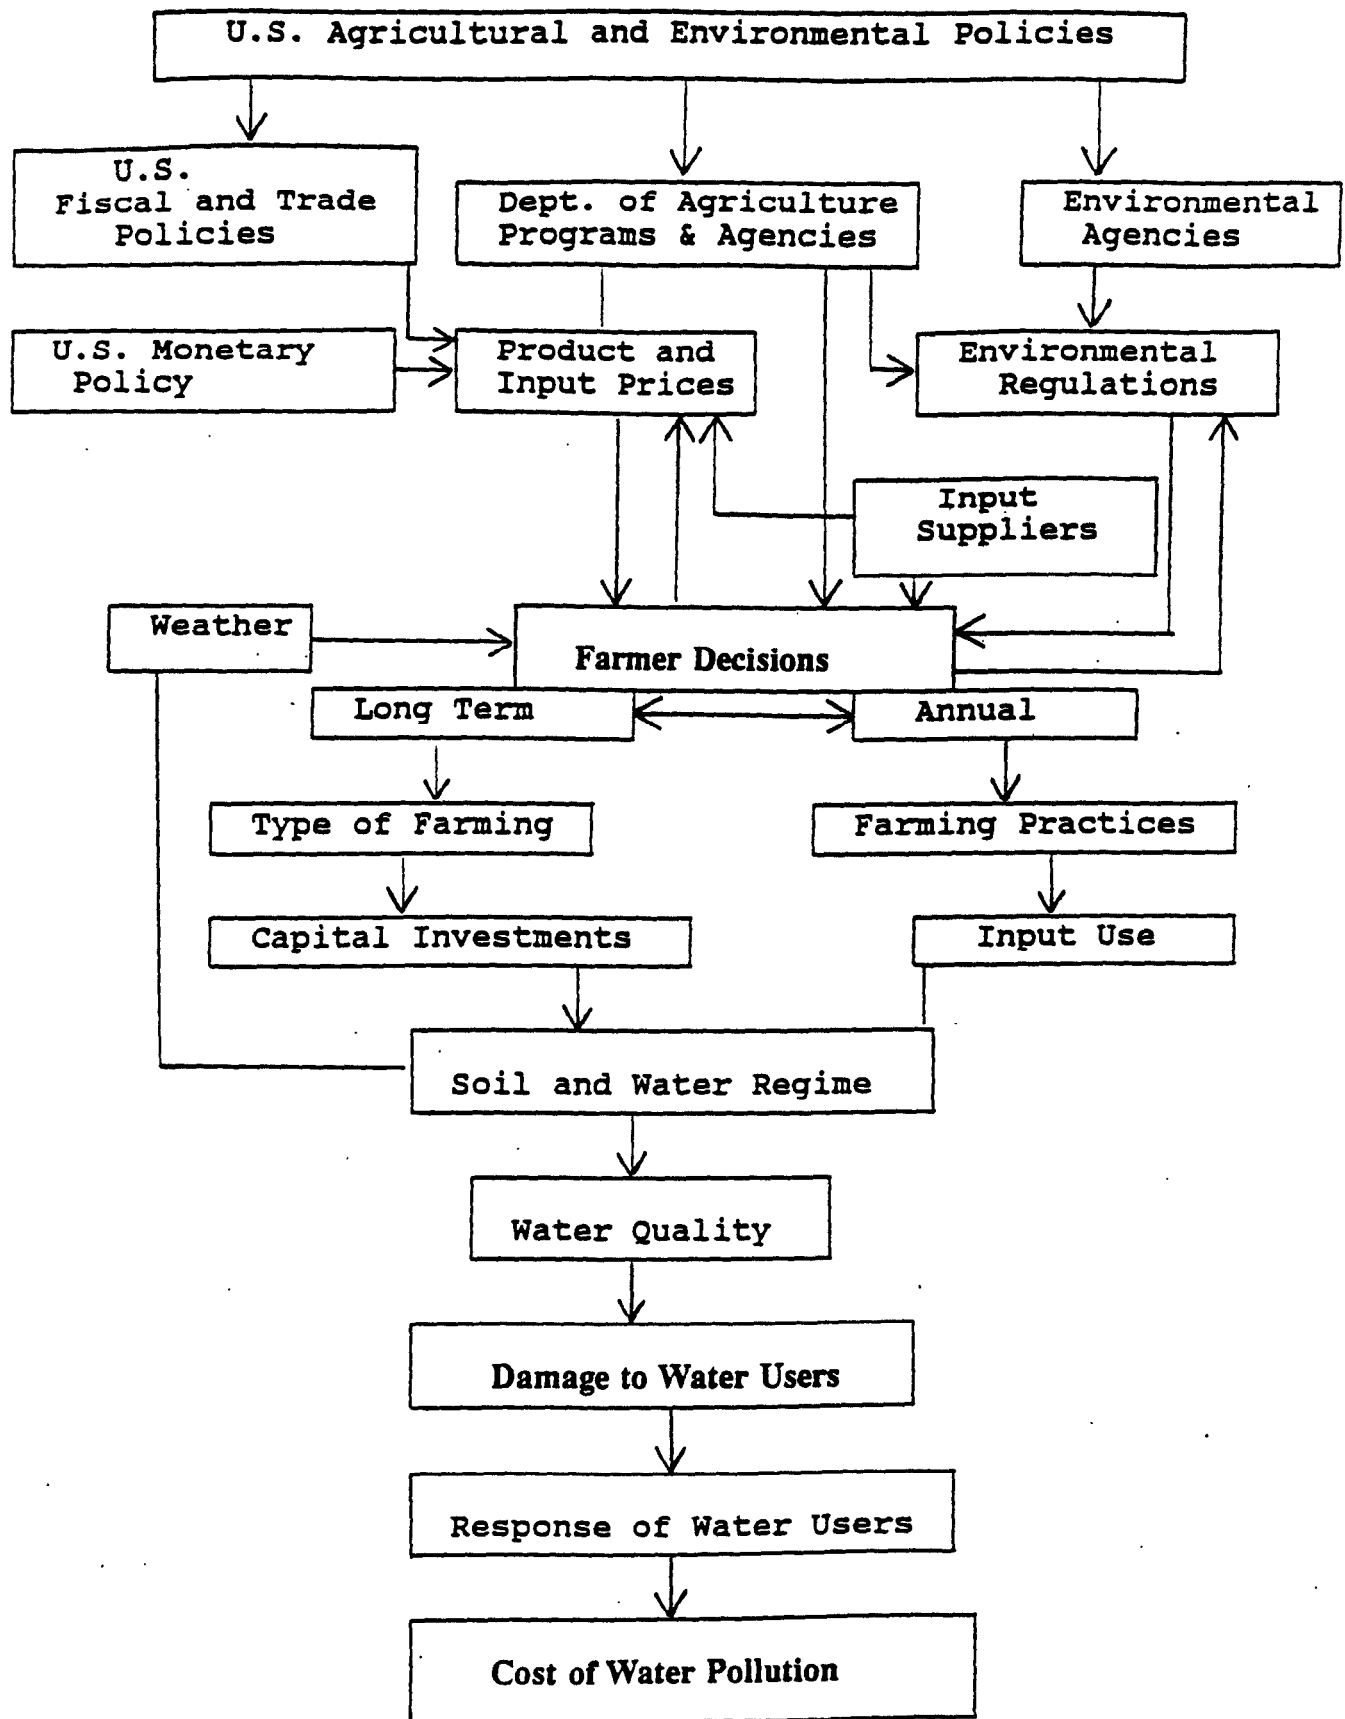 U.S. Agricultural and Environmental Policies
U.S.
Fiscal and Trade
Policies
Dept. of Agriculture
Programs & Agencies
Environmental
Agencies
U.S. Monetary
Policy
Product and
Input Prices
Environmental
Regulations
Input
Suppliers
Weather
Farmer Decisions
Long Term
Annual
Type of Farming
Farming Practices
Capital Investments
Input Use
Soil and Water Regime
Water Quality
Damage to Water Users
Response of Water Users
Cost of Water Pollution